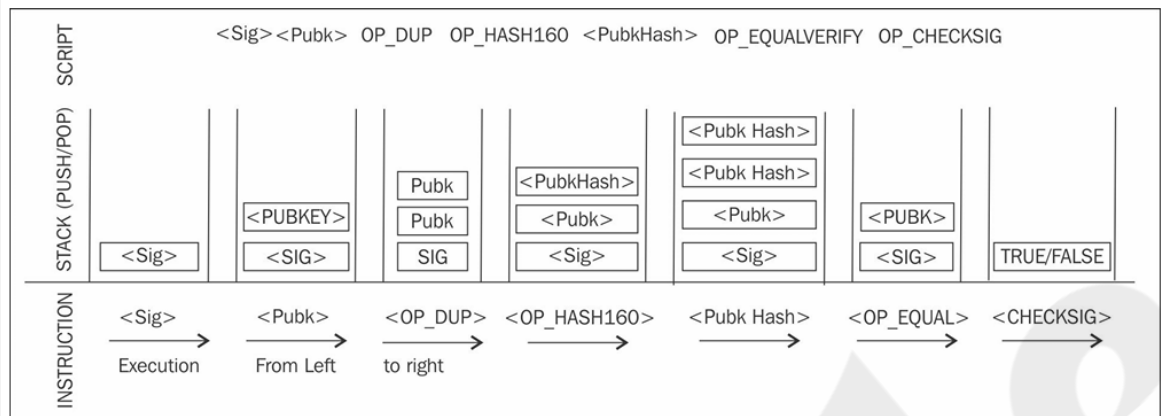 SCRIPT
<Sig> <Pubk> OP_DUP OP_HASH160 <PubkHash> OP_EQUALVERIFY OP_CHECKSIG
STACK (PUSH/POP)
<Pubk Hash>
Pubk <PubkHash> <Pubk Hash>
<PUBKEY> Pubk <Pubk> <Pubk> <PUBK>
<Sig> <SIG> SIG <Sig> <Sig> <SIG> TRUE/FALSE
INSTRUCTION
<Sig> <Pubk> <OP_DUP> <OP_HASH160> <Pubk Hash> <OP_EQUAL> <CHECKSIG>
Execution From Left to right